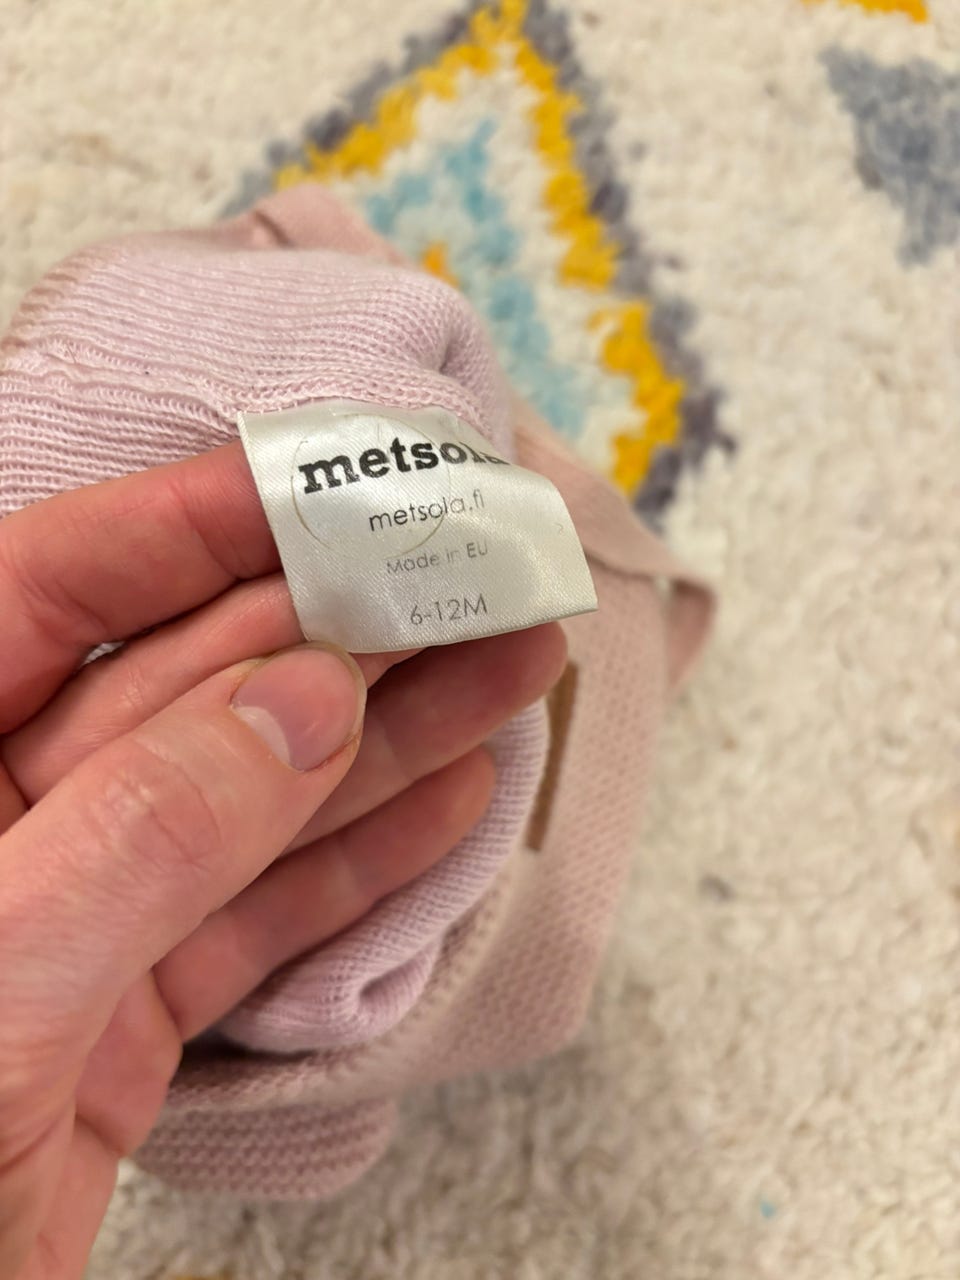 metsola
metsola.fi
Made in EU
6-12M